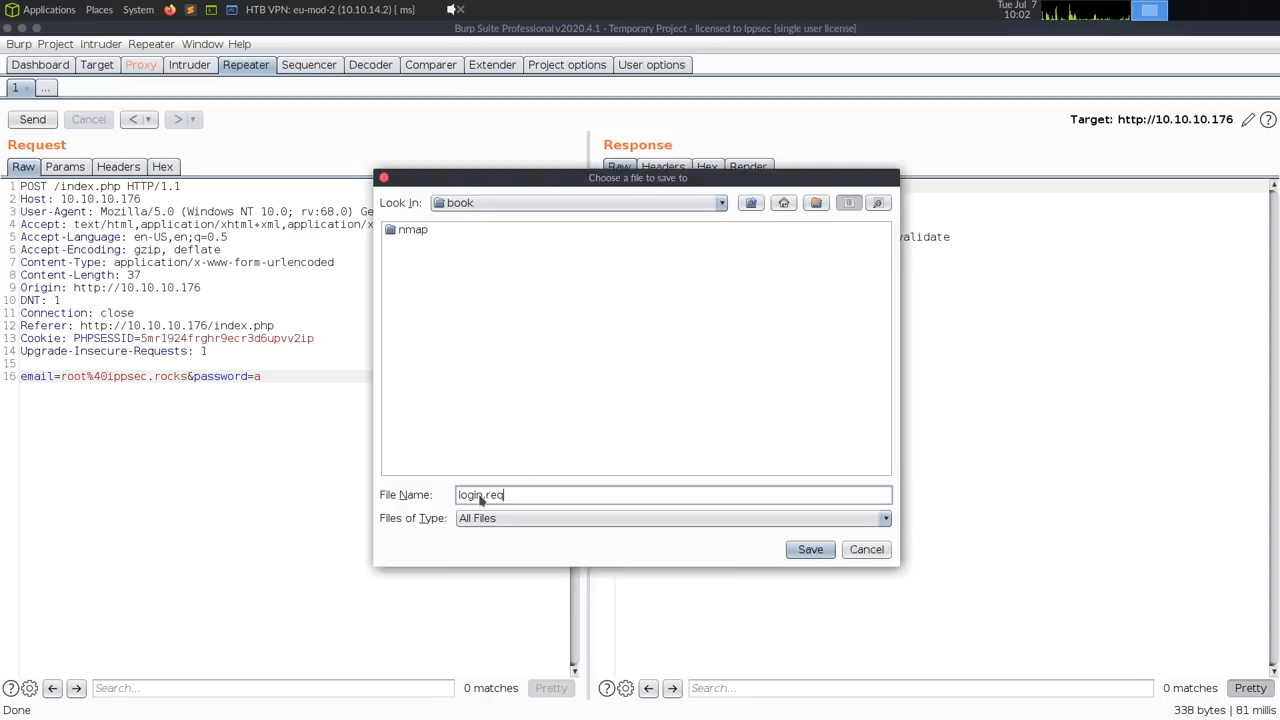 Applications Places System HTB VPN: eu-mod-2 (10.10.14.2) [ ms] Tue Jul 7
10:02
Burp Suite Professional v2020.4.1 - Temporary Project - licensed to Ippsec [single user license]
Burp Project Intruder Repeater Window Help
Dashboard Target Proxy Intruder Repeater Sequencer Decoder Comparer Extender Project options User options
1 ...
Send Cancel < > Target: http://10.10.10.176 ?
Request
Response
Raw Params Headers Hex
Raw Headers Hex Render
1 POST /index.php HTTP/1.1
2 Host: 10.10.10.176
3 User-Agent: Mozilla/5.0 (Windows NT 10.0; rv:68.0) Ge
4 Accept: text/html,application/xhtml+xml,application/x
5 Accept-Language: en-US,en;q=0.5
6 Accept-Encoding: gzip, deflate
7 Content-Type: application/x-www-form-urlencoded
8 Content-Length: 37
9 Origin: http://10.10.10.176
10 DNT: 1
11 Connection: close
12 Referer: http://10.10.10.176/index.php
13 Cookie: PHPSESSID=5mr1924frghr9ecr3d6upvv2ip
14 Upgrade-Insecure-Requests: 1
15
16 email=root%40ippsec.rocks&password=a
alidate
Choose a file to save to
Look In: book
nmap
File Name: login.req
Files of Type: All Files
Save Cancel
? Search... 0 matches Pretty
? Search... 0 matches Pretty
Done 338 bytes | 81 millis